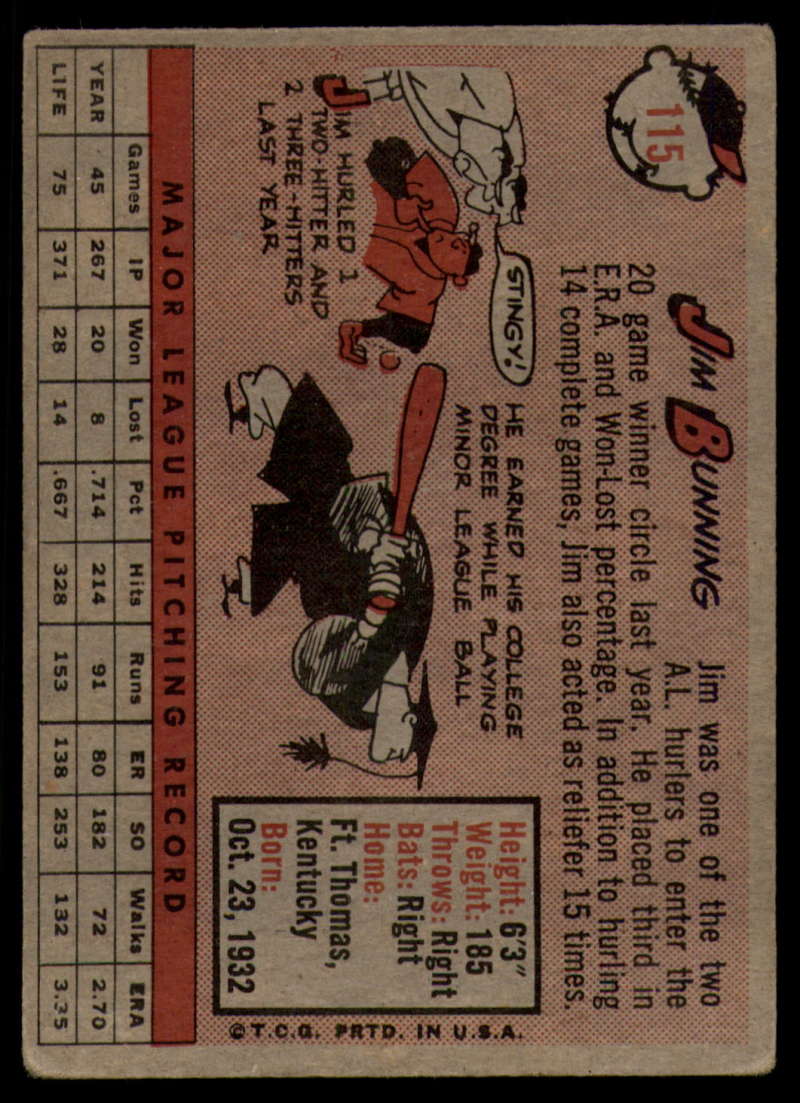 115
JIM BUNNING
Jim was one of the two
A.L. hurlers to enter the
20 game winner circle last year. He placed third in
E.R.A. and Won-Lost percentage. In addition to hurling
14 complete games, Jim also acted as reliefer 15 times.
STINGY!
JIM HURLED 1
TWO-HITTER AND
2 THREE-HITTERS
LAST YEAR
HE EARNED HIS COLLEGE
DEGREE WHILE PLAYING
MINOR LEAGUE BALL
Height: 6'3"
Weight: 185
Throws: Right
Bats: Right
Home:
Ft. Thomas,
Kentucky
Born:
Oct. 23, 1932
©T.C.G. PRTD. IN U.S.A.
MAJOR LEAGUE PITCHING RECORD
Games IP Won Lost Pct Hits Runs ER SO Walks ERA
YEAR 45 267 20 8 .714 214 91 80 182 72 2.70
LIFE 75 371 28 14 .667 328 153 138 253 132 3.35